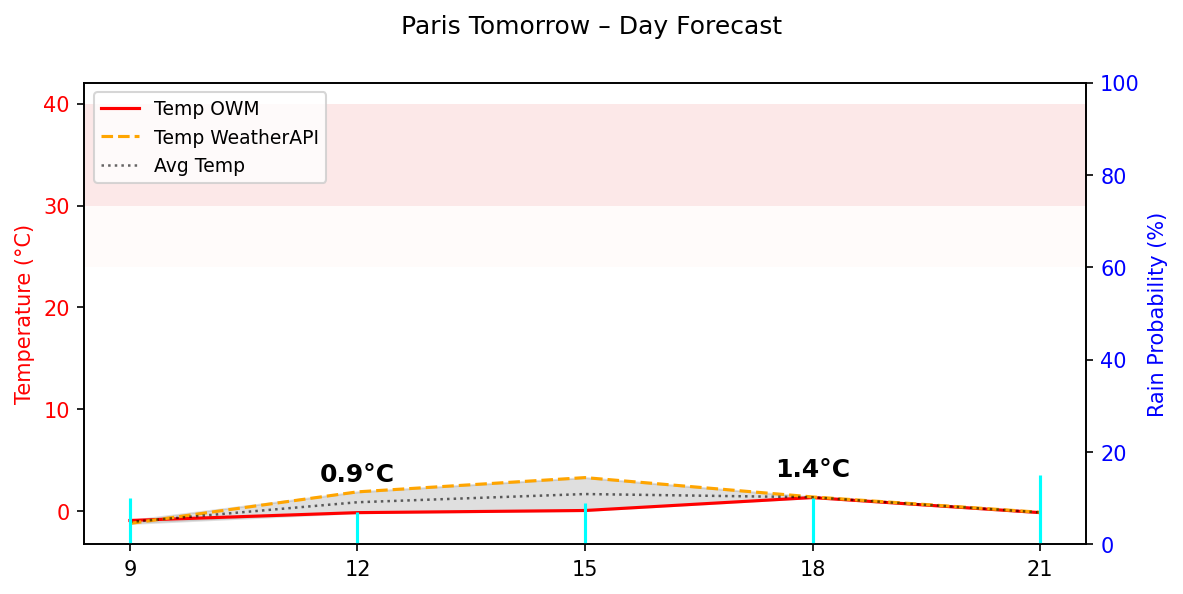 Paris Tomorrow – Day Forecast
Temp OWM
Temp WeatherAPI
Avg Temp
Temperature (°C)
40
30
20
10
0
0.9°C
1.4°C
100
80
60
40
20
0
Rain Probability (%)
9 12 15 18 21